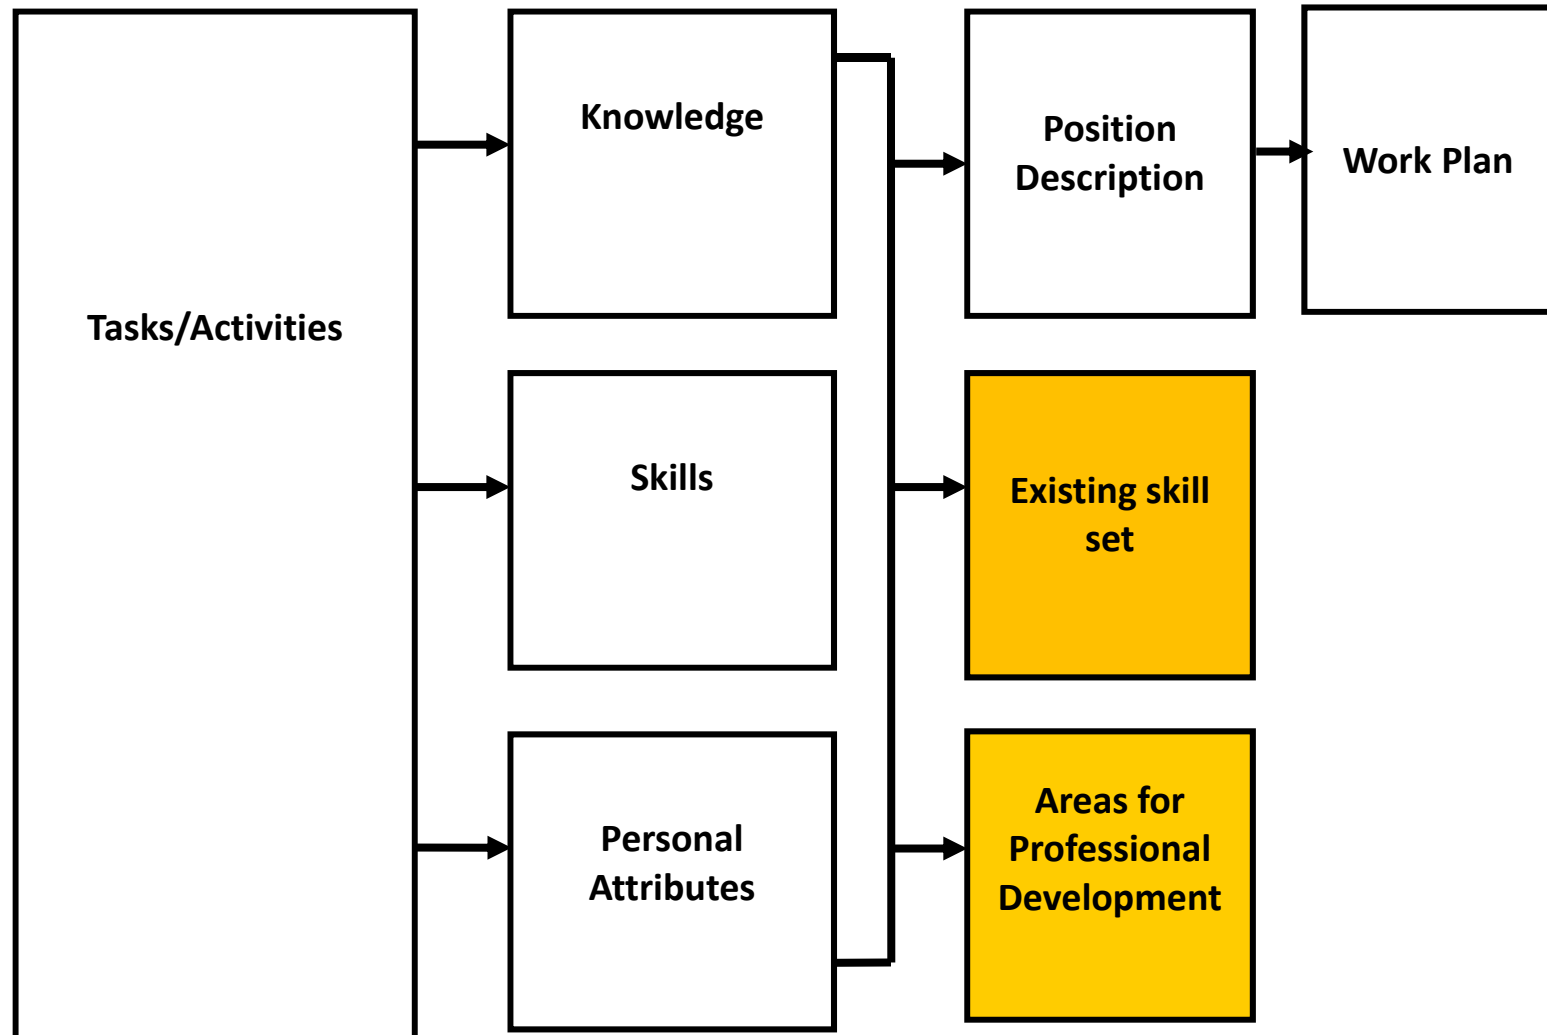 Tasks/Activities
Knowledge
Skills
Personal
Attributes
Position
Description
Existing skill
set
Areas for
Professional
Development
Work Plan